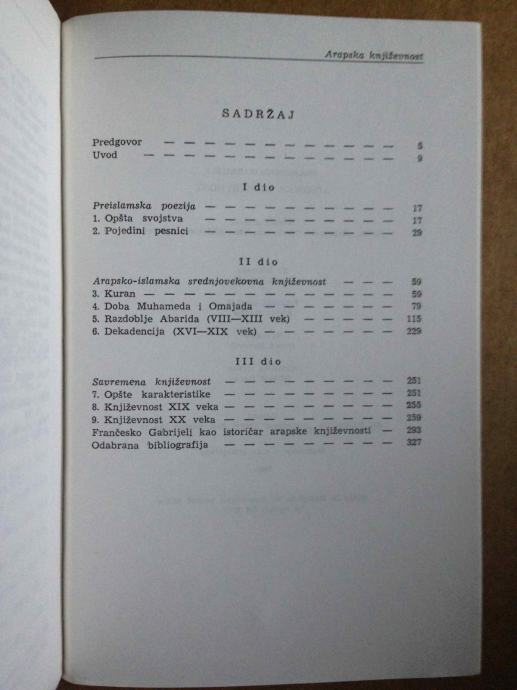 Arapska književnost
SADRŽAJ
Predgovor — — — — — — — — — — 5
Uvod — — — — — — — — — — 9
I dio
Preislamska poezija — — — — — — — — 17
1. Opšta svojstva — — — — — — — — — 17
2. Pojedini pesnici — — — — — — — — 29
II dio
Arapsko-islamska srednjovekovna književnost — — — 59
3. Kuran — — — — — — — — — — 59
4. Doba Muhameda i Omajada — — — — — — 79
5. Razdoblje Abarida (VIII—XIII vek) — — — — 115
6. Dekadencija (XVI—XIX vek) — — — — — — 229
III dio
Savremena književnost — — — — — — — 251
7. Opšte karakteristike — — — — — — — 251
8. Književnost XIX veka — — — — — — — 255
9. Književnost XX veka — — — — — — — 259
Frančesko Gabrijeli kao istoričar arapske književnosti — 293
Odabrana bibliografija — — — — — — — 327